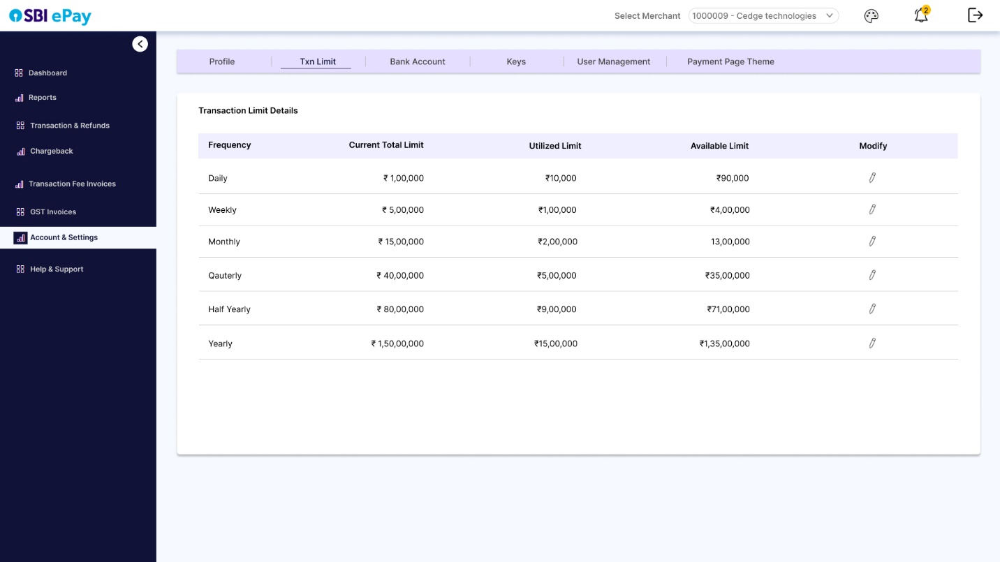 SBI ePay
Select Merchant 1000009 - Cedge technologies 2
Dashboard
Reports
Transaction & Refunds
Chargeback
Transaction Fee Invoices
GST Invoices
Account & Settings
Help & Support
Profile Txn Limit Bank Account Keys User Management Payment Page Theme
Transaction Limit Details
Frequency Current Total Limit Utilized Limit Available Limit Modify
Daily ₹ 1,00,000 ₹10,000 ₹90,000
Weekly ₹ 5,00,000 ₹1,00,000 ₹4,00,000
Monthly ₹ 15,00,000 ₹2,00,000 13,00,000
Qauterly ₹ 40,00,000 ₹5,00,000 ₹35,00,000
Half Yearly ₹ 80,00,000 ₹9,00,000 ₹71,00,000
Yearly ₹ 1,50,00,000 ₹15,00,000 ₹1,35,00,000